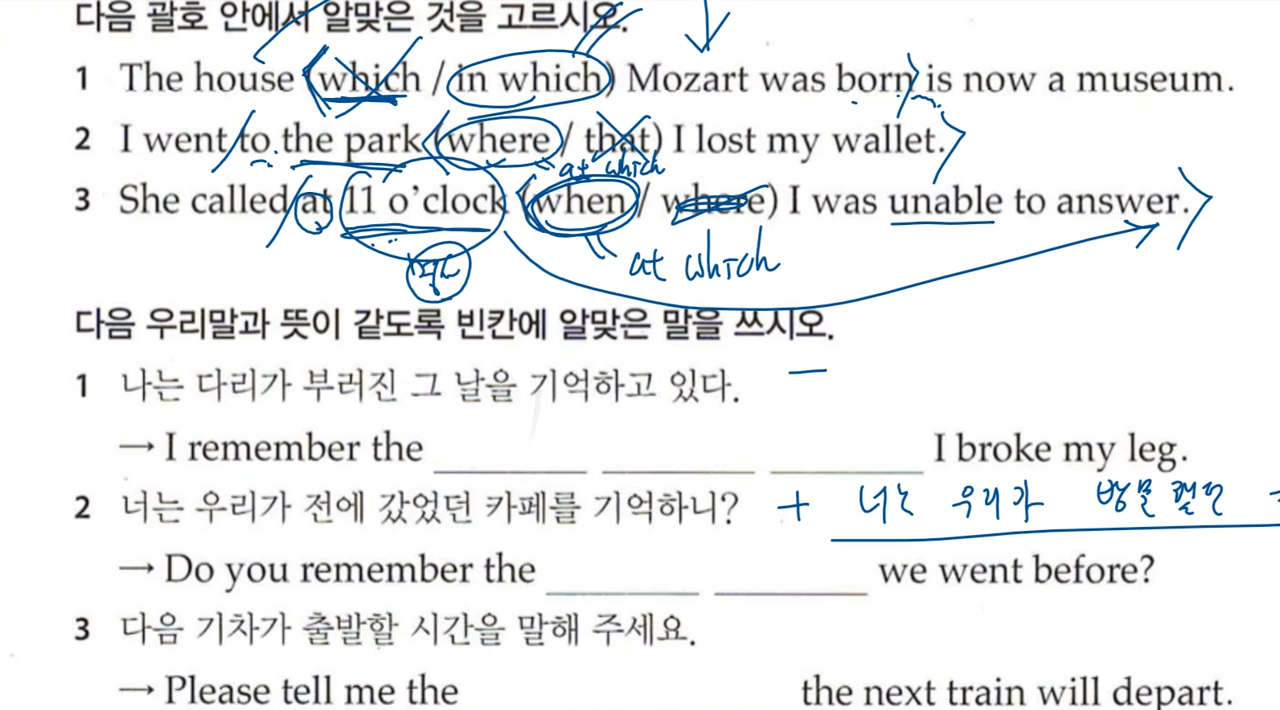 다음 괄호 안에서 알맞은 것을 고르시오.
1 The house (which / in which) Mozart was born is now a museum.
2 I went to the park (where / that) I lost my wallet.
at which
3 She called at 11 o'clock (when / where) I was unable to answer.
at which
다음 우리말과 뜻이 같도록 빈칸에 알맞은 말을 쓰시오.
1 나는 다리가 부러진 그 날을 기억하고 있다.
→ I remember the ______ ______ ______ I broke my leg.
2 너는 우리가 전에 갔었던 카페를 기억하니? + 너는 우리가 방문했던
→ Do you remember the ______ ______ we went before?
3 다음 기차가 출발할 시간을 말해 주세요.
→ Please tell me the the next train will depart.